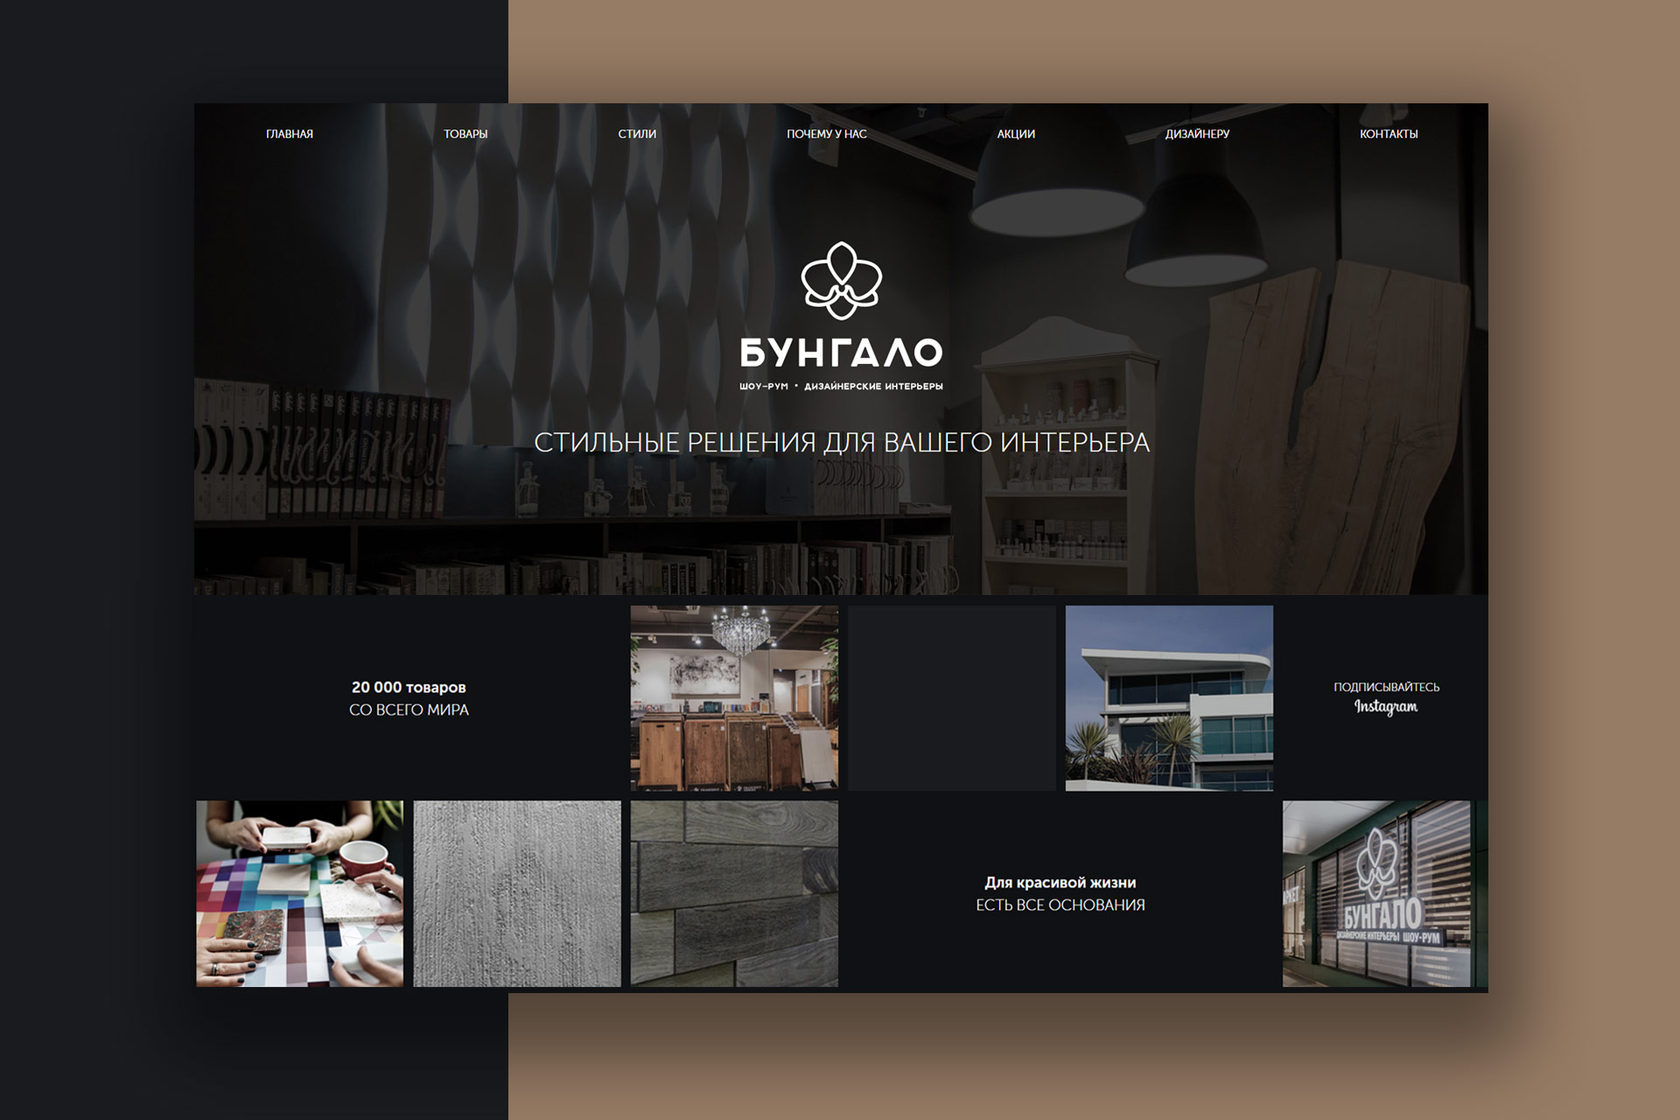 ГЛАВНАЯ
ТОВАРЫ
СТИЛИ
ПОЧЕМУ У НАС
АКЦИИ
ДИЗАЙНЕРУ
КОНТАКТЫ
БУНГАЛО
ШОУ-РУМ • ДИЗАЙНЕРСКИЕ ИНТЕРЬЕРЫ
СТИЛЬНЫЕ РЕШЕНИЯ ДЛЯ ВАШЕГО ИНТЕРЬЕРА
20 000 товаров
СО ВСЕГО МИРА
ПОДПИСЫВАЙТЕСЬ
Instagram
Для красивой жизни
ЕСТЬ ВСЕ ОСНОВАНИЯ
БУНГАЛО
ДИЗАЙНЕРСКИЕ ИНТЕРЬЕРЫ ШОУ-РУМ